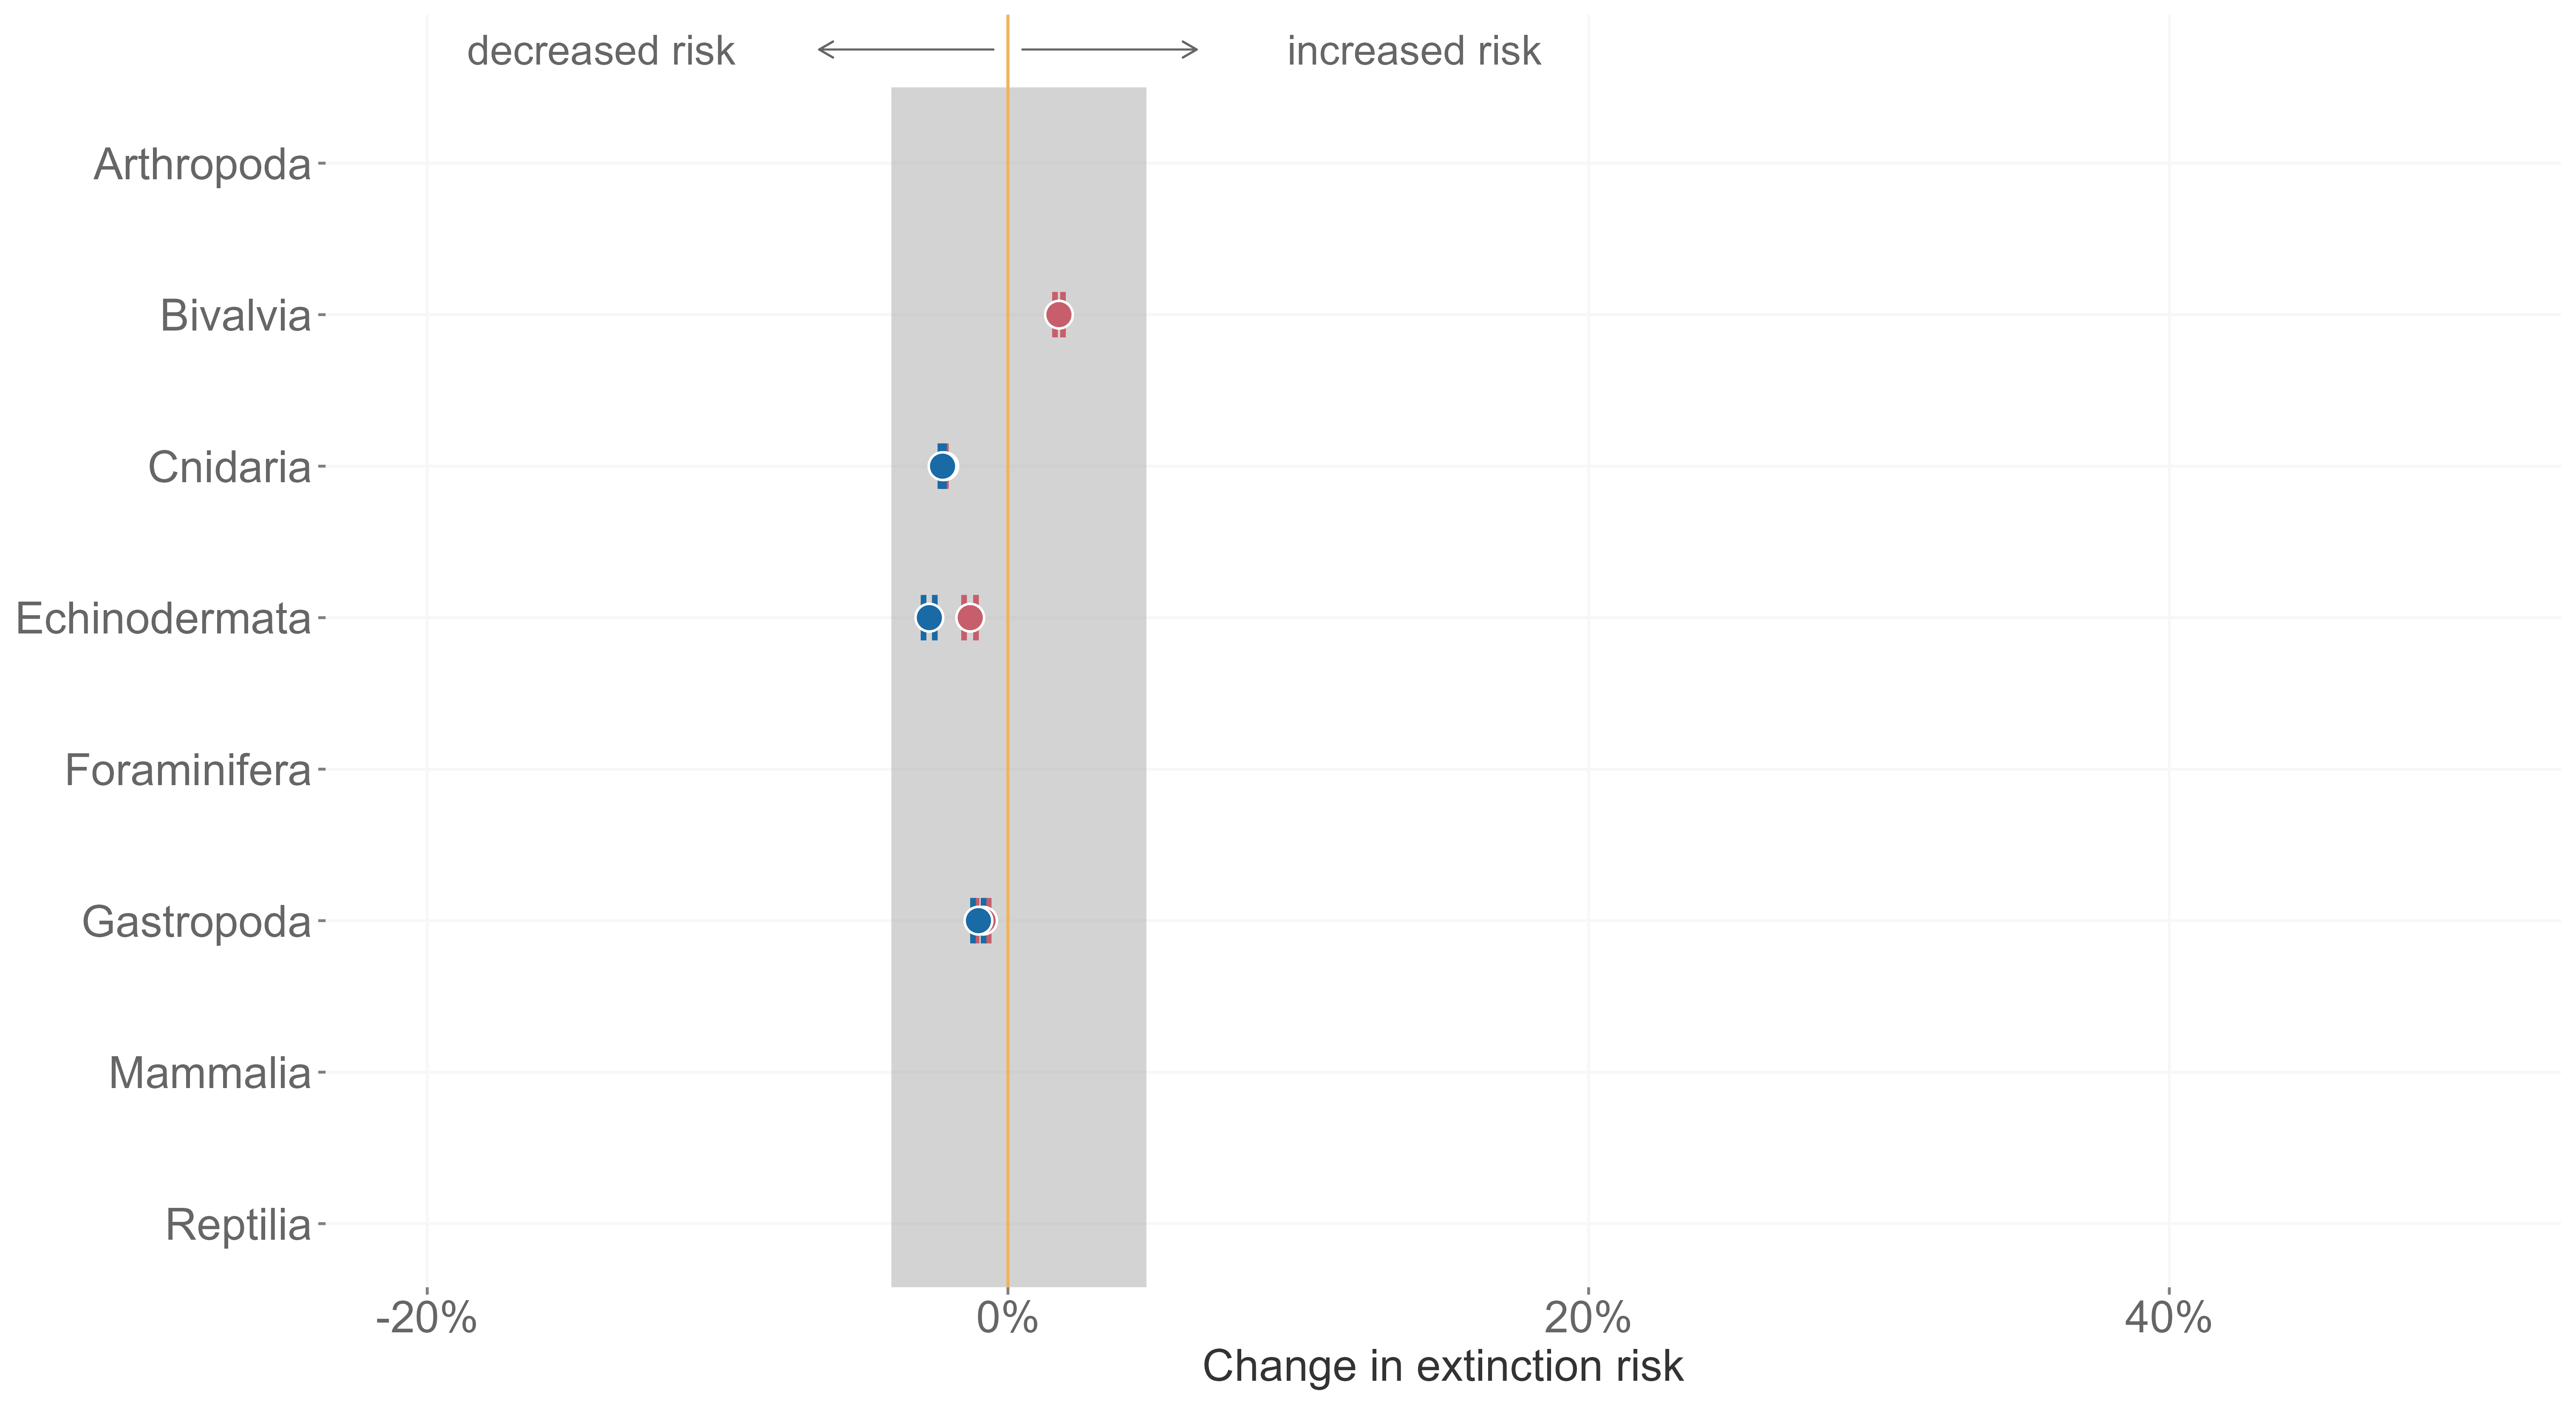 decreased risk
increased risk
Arthropoda
Bivalvia
Cnidaria
Echinodermata
Foraminifera
Gastropoda
Mammalia
Reptilia
-20% 0% 20% 40%
Change in extinction risk